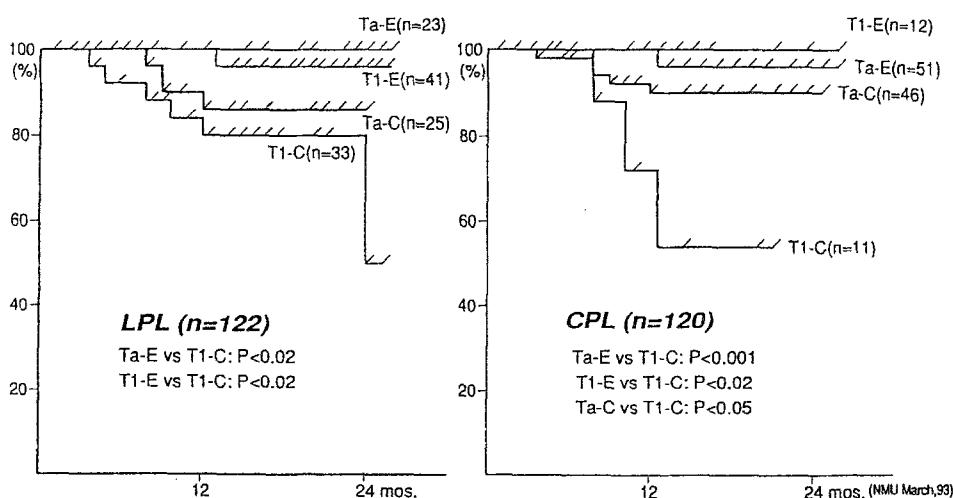 Ta-E(n=23)
100
(%)
T1-E(n=41)
Ta-C(n=25)
80
T1-C(n=33)
60
40
LPL (n=122)
Ta-E vs T1-C: P<0.02
T1-E vs T1-C: P<0.02
20
12
24 mos.
T1-E(n=12)
100
(%)
Ta-E(n=51)
Ta-C(n=46)
80
60
T1-C(n=11)
40
CPL (n=120)
Ta-E vs T1-C: P<0.001
T1-E vs T1-C: P<0.02
Ta-C vs T1-C: P<0.05
20
12
24 mos.
(NMU March,93)